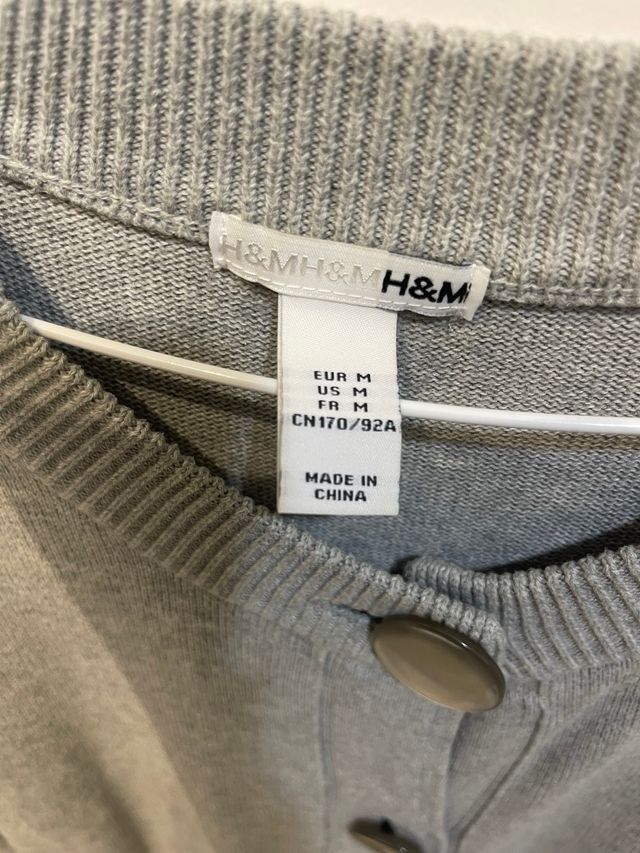 H&MH&MH&M
EUR M
US M
FR M
CN170/92A
MADE IN
CHINA